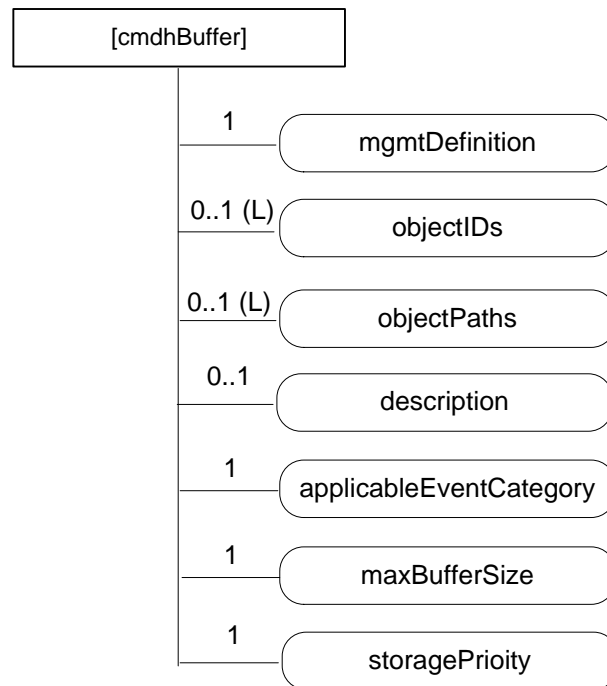 [cmdhBuffer]
1
mgmtDefinition
0..1 (L)
objectIDs
0..1 (L)
objectPaths
0..1
description
1
applicableEventCategory
1
maxBufferSize
1
storagePrioity